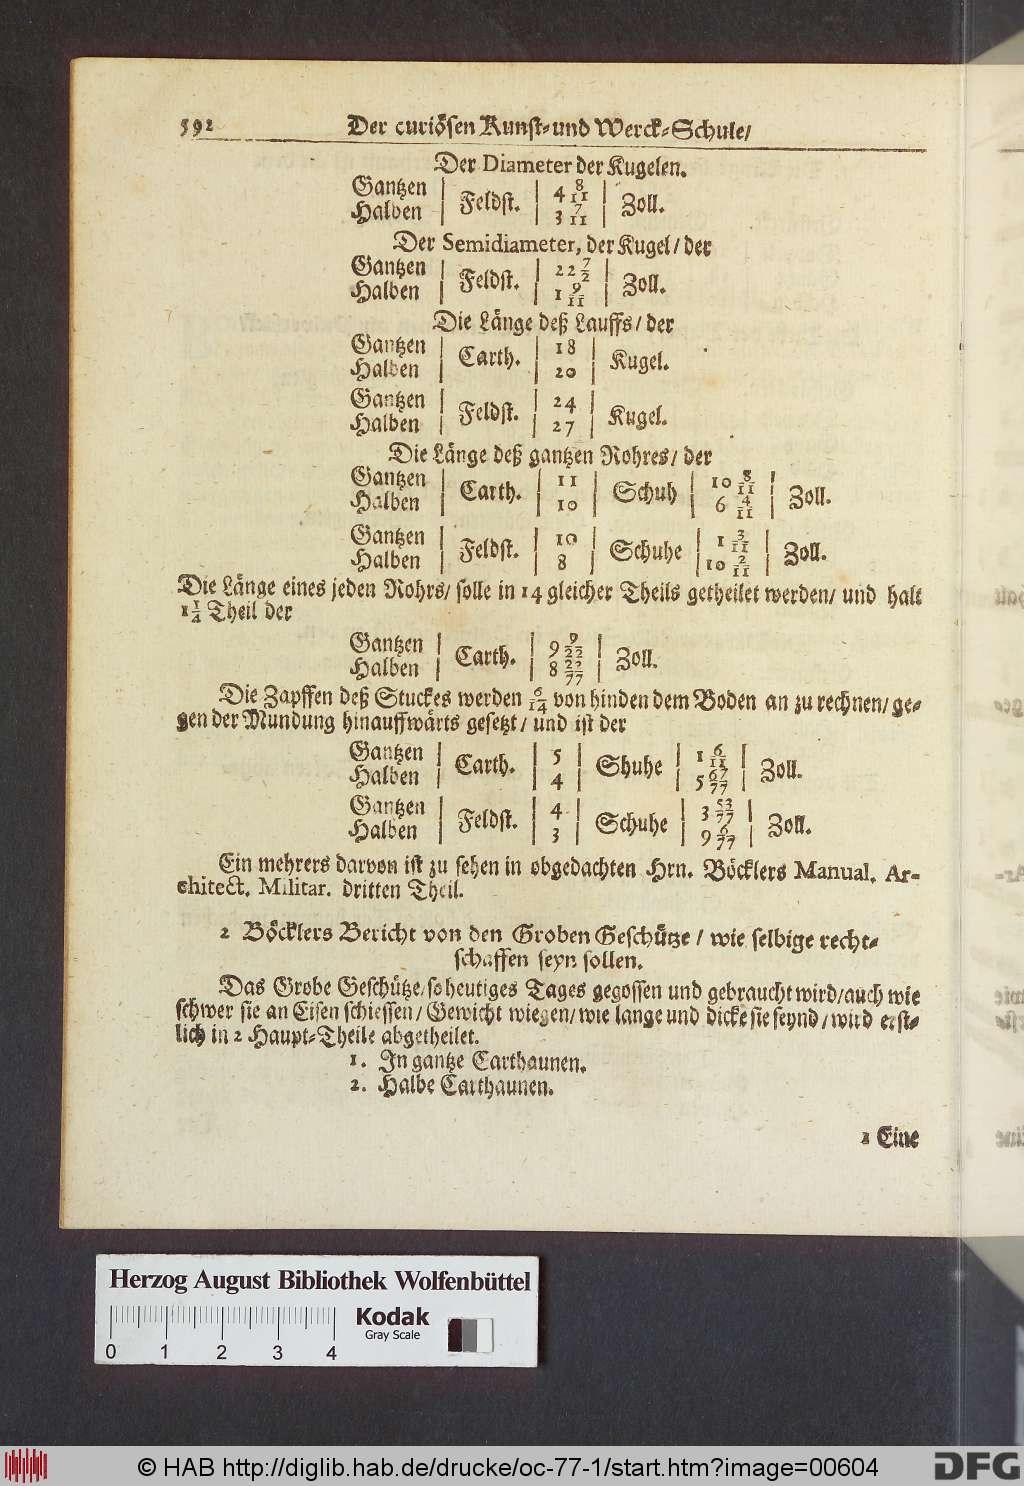 592 Der curiösen Kunst- und Werck-Schule/
Der Diameter der Kugelen.
Gantzen | Feldst. | 4 8/11 | Zoll.
Halben | 3 7/11
Der Semidiameter, der Kugel/ der
Gantzen | Feldst. | 22 7/2 | Zoll.
Halben | 1 9/11
Die Länge deß Lauffs/ der
Gantzen | Carth. | 18 | Kugel.
Halben | 20
Gantzen | Feldst. | 24 | Kugel.
Halben | 27
Die Länge deß gantzen Rohres/ der
Gantzen | Carth. | 11 | Schuh | 10 8/11 | Zoll.
Halben | 10 | 6 4/11
Gantzen | Feldst. | 10 | Schuhe | 1 3/11 | Zoll.
Halben | 8 | 10 2/11
Die Länge eines jeden Rohrs/ solle in 14 gleicher Theils getheilet werden/ und halt
1 1/4 Theil der
Gantzen | Carth. | 9 9/22 | Zoll.
Halben | 8 22/77
Die Zapffen deß Stuckes werden 6/14 von hinden dem Boden an zu rechnen/ ge-
gen der Mundung hinauffwärts gesetzt/ und ist der
Gantzen | Carth. | 5 | Shuhe | 1 6/11 | Zoll.
Halben | 4 | 5 67/77
Gantzen | Feldst. | 4 | Schuhe | 3 53/77 | Zoll.
Halben | 3 | 9 6/77
Ein mehrers darvon ist zu sehen in obgedachten Hrn. Böcklers Manual. Ar-
chitect. Militar. dritten Theil.
2 Böcklers Bericht von den Groben Geschütze/ wie selbige recht-
schaffen seyn sollen.
Das Grobe Geschütze/ so heutiges Tages gegossen und gebraucht wird/ auch wie
schwer sie an Eisen schiessen/ Gewicht wiegen/ wie lange und dicke sie seynd/ wird erst-
lich in 2 Haupt-Theile abgetheilet.
1. In gantze Carthaunen.
2. Halbe Carthaunen.
1 Eine
Herzog August Bibliothek Wolfenbüttel
Kodak
Gray Scale
0 1 2 3 4
© HAB http://diglib.hab.de/drucke/oc-77-1/start.htm?image=00604
DFG